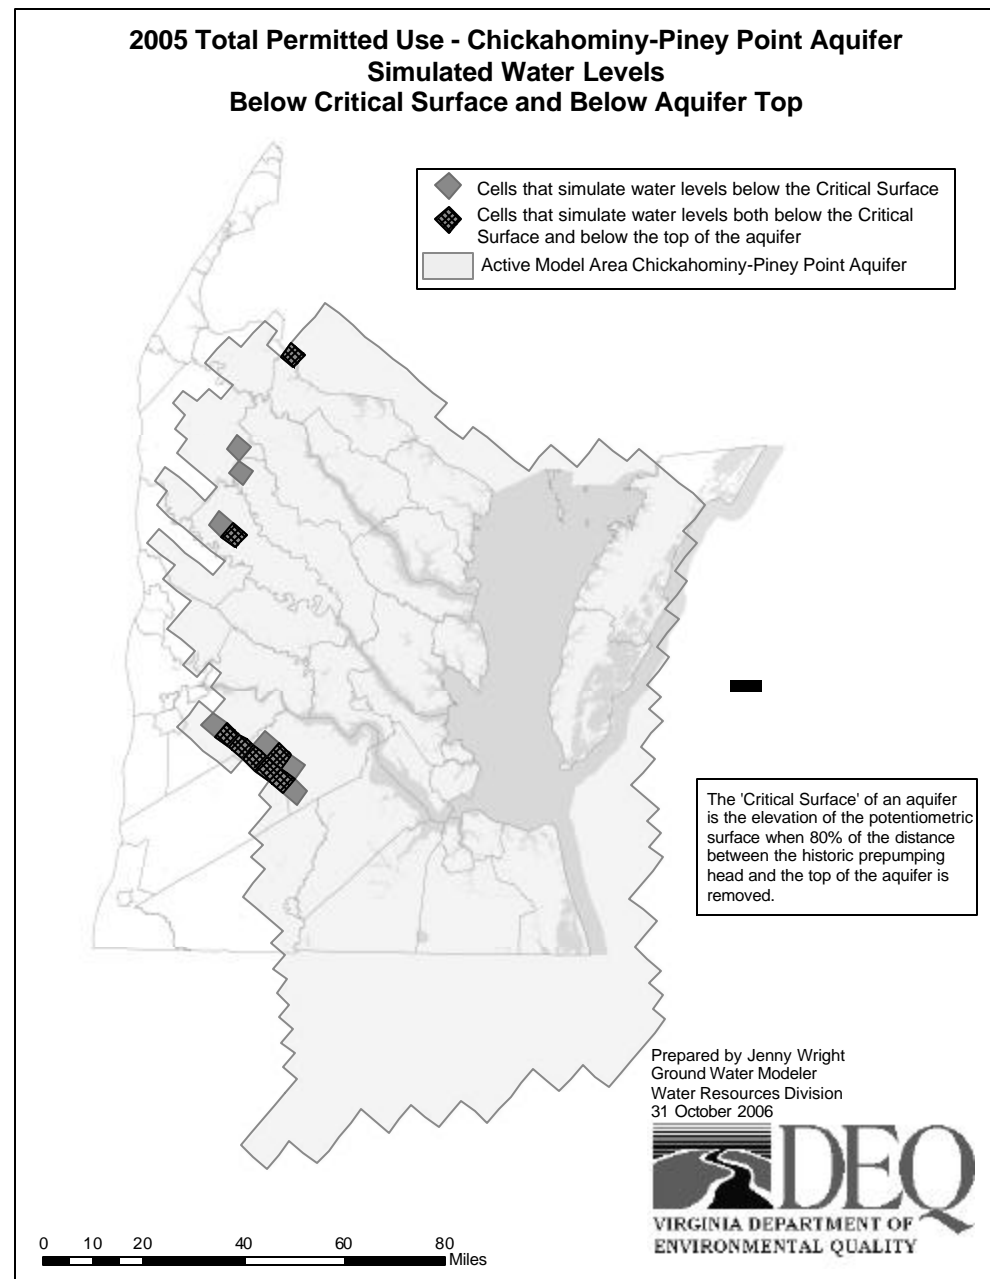 2005 Total Permitted Use - Chickahominy-Piney Point Aquifer
Simulated Water Levels
Below Critical Surface and Below Aquifer Top
Cells that simulate water levels below the Critical Surface
Cells that simulate water levels both below the Critical
Surface and below the top of the aquifer
Active Model Area Chickahominy-Piney Point Aquifer
The 'Critical Surface' of an aquifer
is the elevation of the potentiometric
surface when 80% of the distance
between the historic prepumping
head and the top of the aquifer is
removed.
Prepared by Jenny Wright
Ground Water Modeler
Water Resources Division
31 October 2006
DEQ
VIRGINIA DEPARTMENT OF
ENVIRONMENTAL QUALITY
0 10 20 40 60 80
Miles